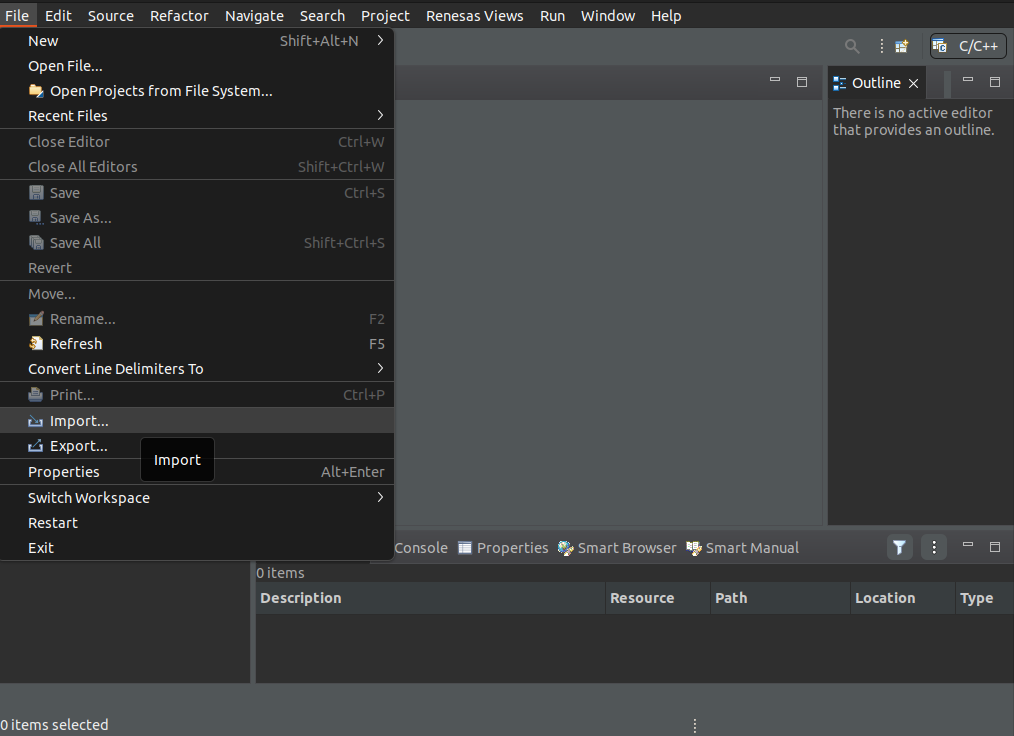 File Edit Source Refactor Navigate Search Project Renesas Views Run Window Help
New Shift+Alt+N
Open File...
Open Projects from File System...
Recent Files
Close Editor Ctrl+W
Close All Editors Shift+Ctrl+W
Save Ctrl+S
Save As...
Save All Shift+Ctrl+S
Revert
Move...
Rename... F2
Refresh F5
Convert Line Delimiters To
Print... Ctrl+P
Import...
Export...
Import
Properties Alt+Enter
Switch Workspace
Restart
Exit
C/C++
Outline
There is no active editor
that provides an outline.
Console Properties Smart Browser Smart Manual
0 items
Description Resource Path Location Type
0 items selected